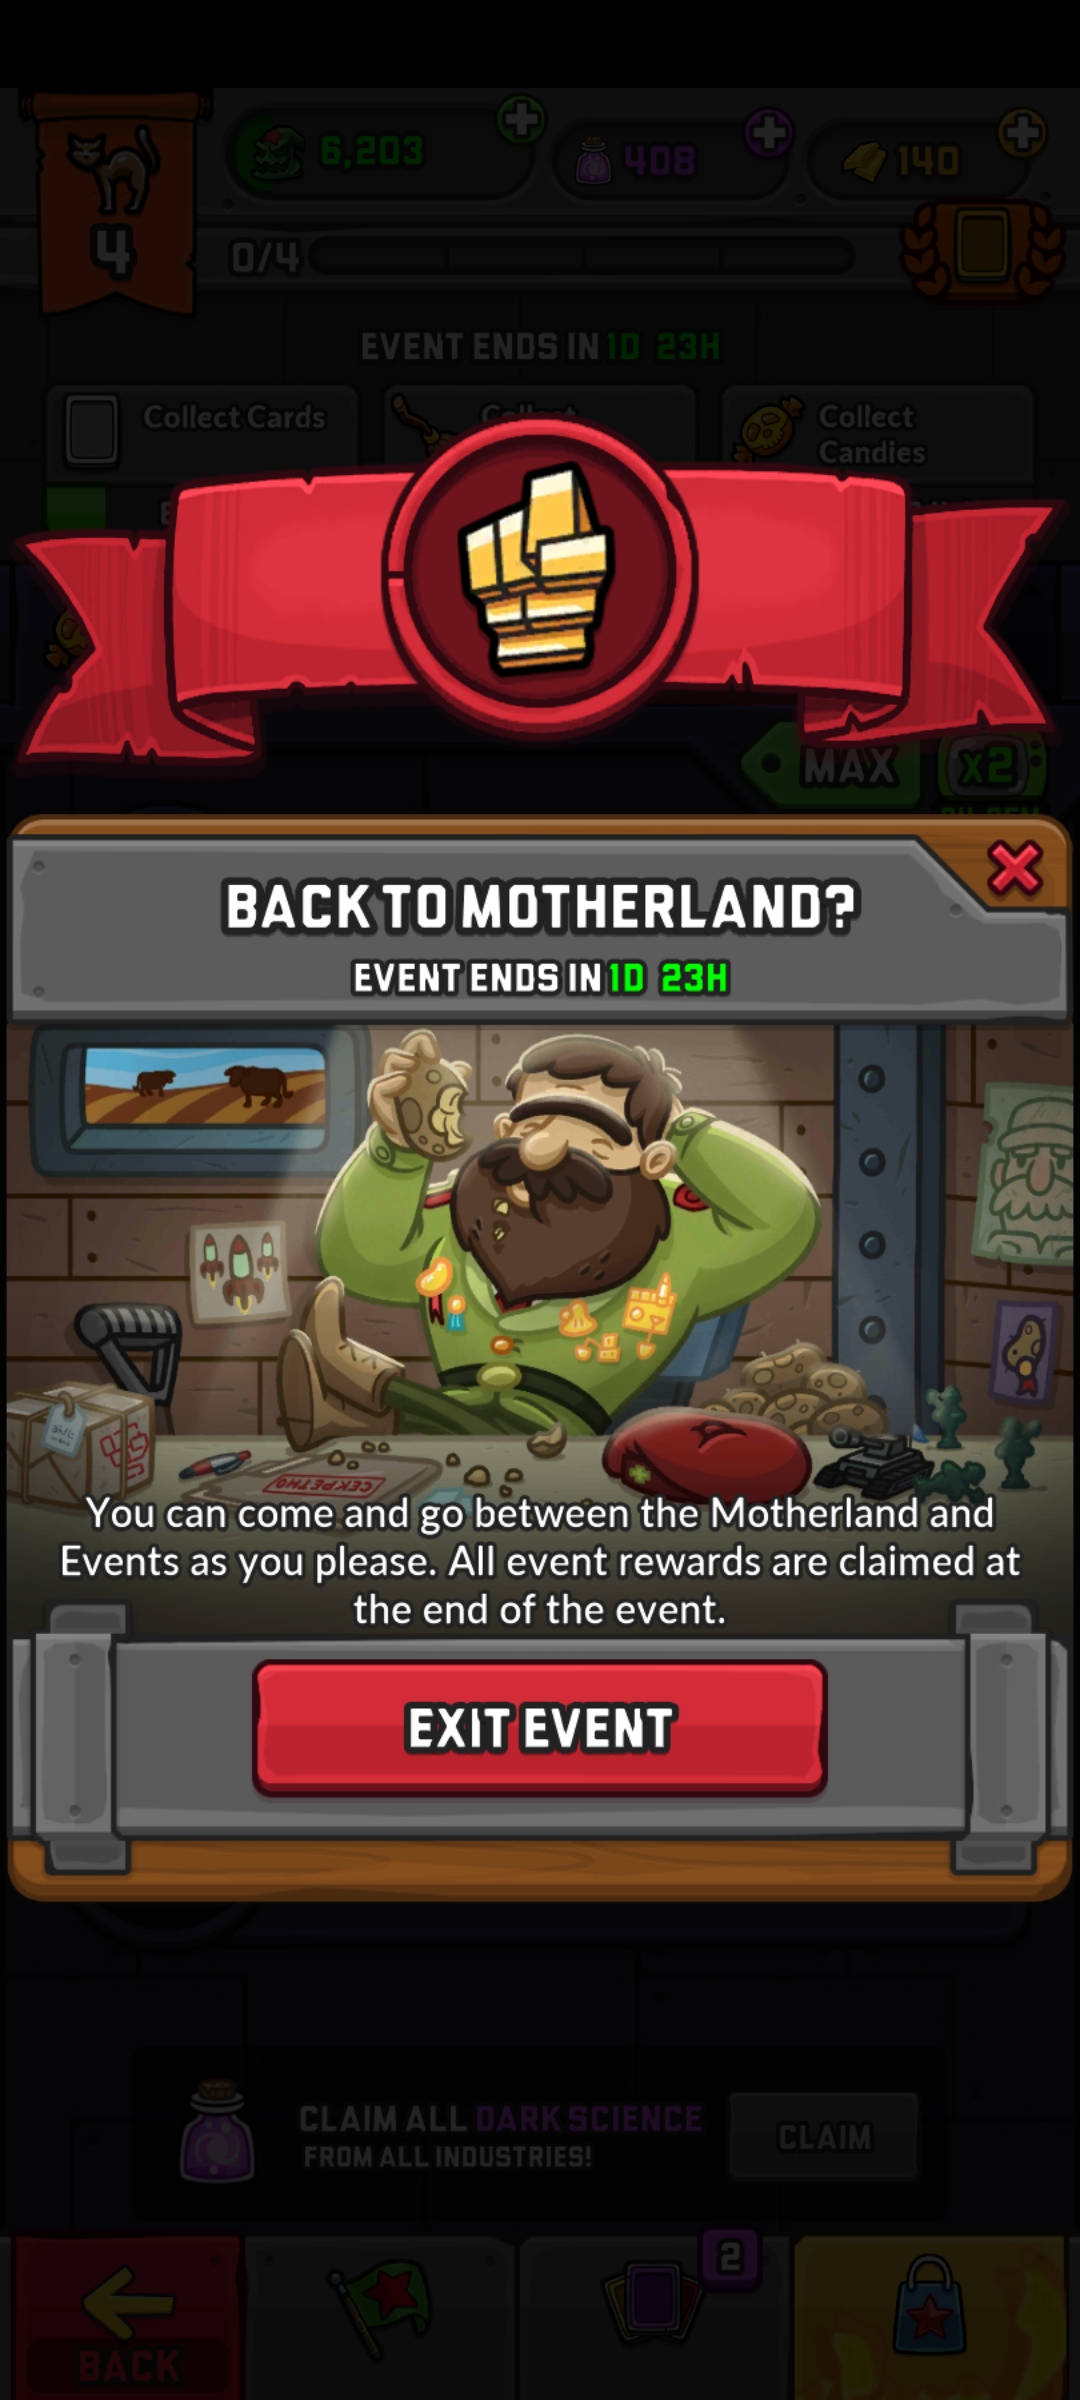 6,203
408
140
4
0/4
EVENT ENDS IN 1D 23H
Collect Cards
Collect
Collect
Candies
MAX
x2
BACK TO MOTHERLAND?
EVENT ENDS IN 1D 23H
СЕКРЕТНО
You can come and go between the Motherland and
Events as you please. All event rewards are claimed at
the end of the event.
EXIT EVENT
CLAIM ALL DARK SCIENCE
FROM ALL INDUSTRIES!
CLAIM
2
BACK